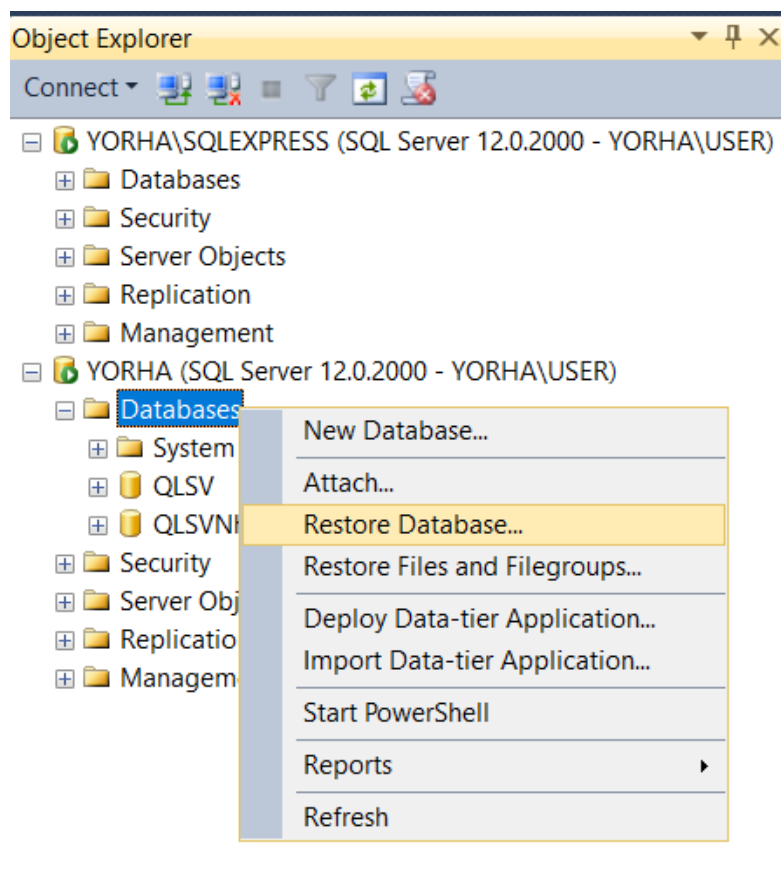 Object Explorer
Connect
YORHA\SQLEXPRESS (SQL Server 12.0.2000 - YORHA\USER)
Databases
Security
Server Objects
Replication
Management
YORHA (SQL Server 12.0.2000 - YORHA\USER)
Databases
System
QLSV
QLSVN
Security
Server Obj
Replicatio
Managem
New Database...
Attach...
Restore Database...
Restore Files and Filegroups...
Deploy Data-tier Application...
Import Data-tier Application...
Start PowerShell
Reports
Refresh